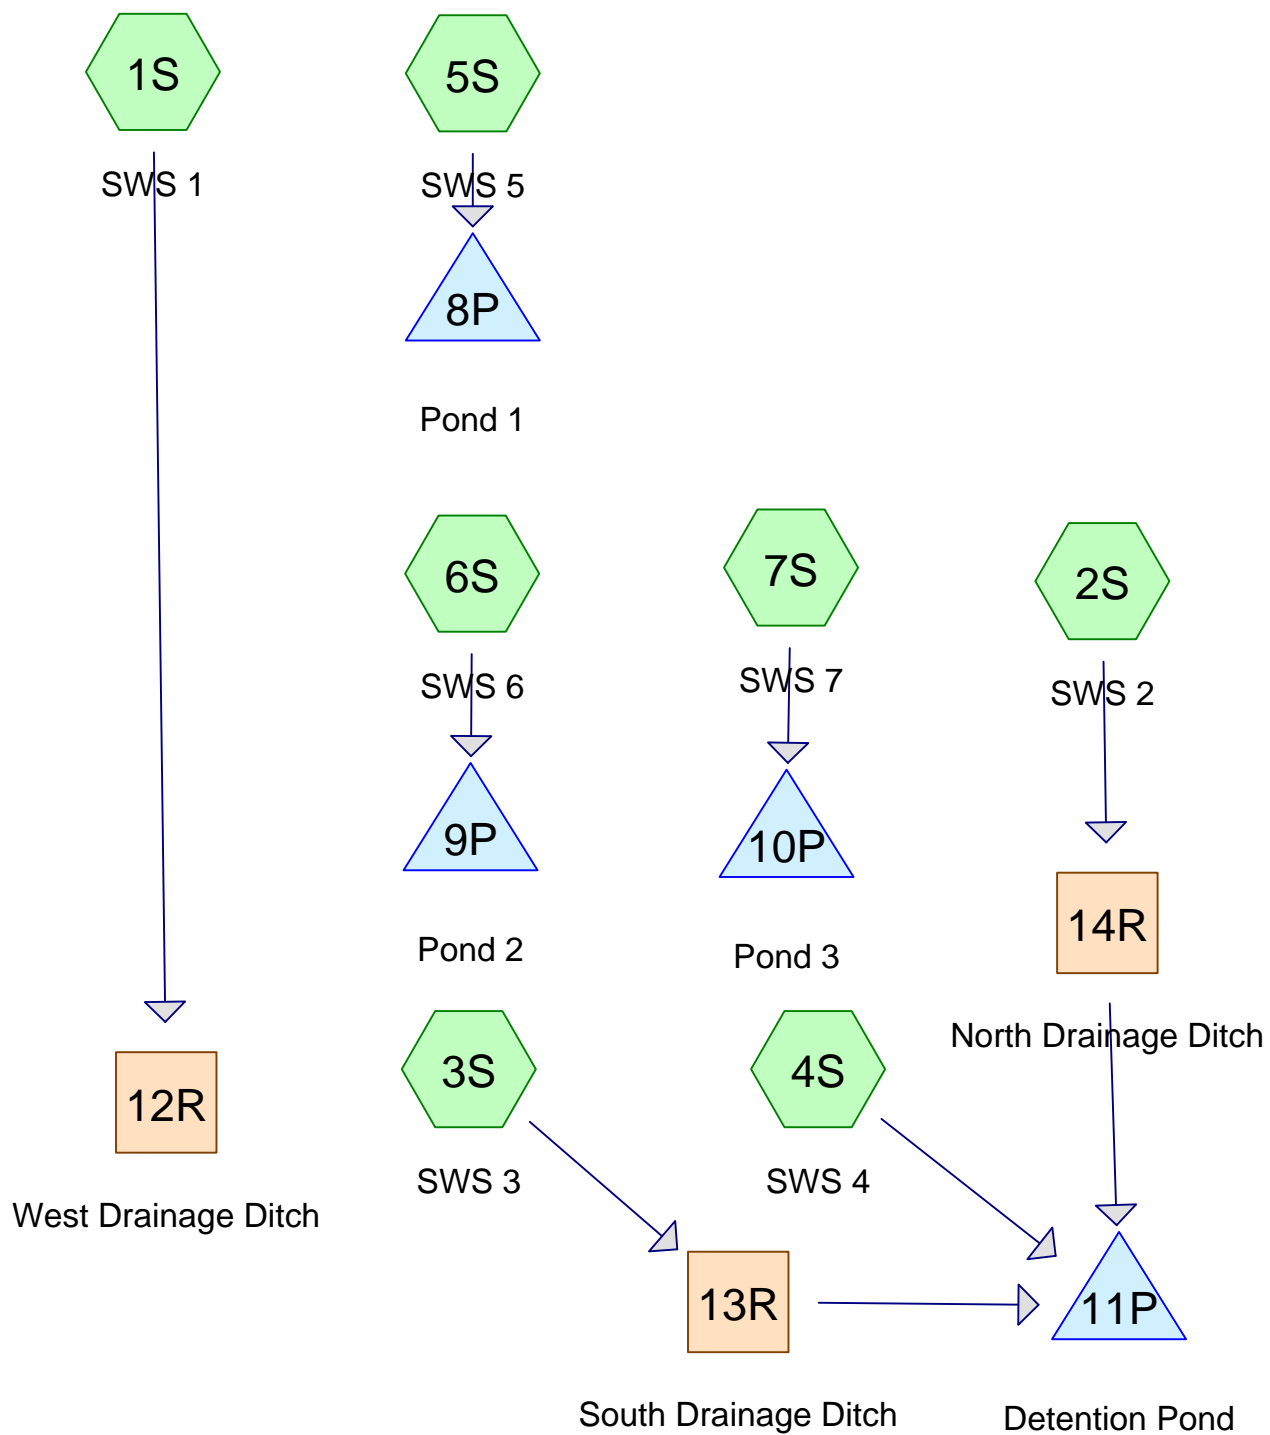 1S
5S
SWS 1
SWS 5
8P
Pond 1
6S
7S
2S
SWS 6
SWS 7
SWS 2
9P
10P
14R
Pond 2
Pond 3
North Drainage Ditch
3S
4S
12R
SWS 3
SWS 4
West Drainage Ditch
13R
11P
South Drainage Ditch
Detention Pond